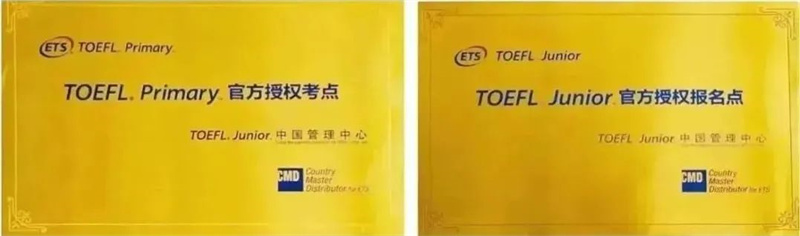 ETS TOEFL Primary
TOEFL® Primary 官方授权考点
TOEFL® Junior 中国管理中心
CMD Country
Master
Distributor for ETS
ETS TOEFL Junior
TOEFL Junior 官方授权报名点
TOEFL Junior 中国管理中心
CMD Country
Master
Distributor for ETS